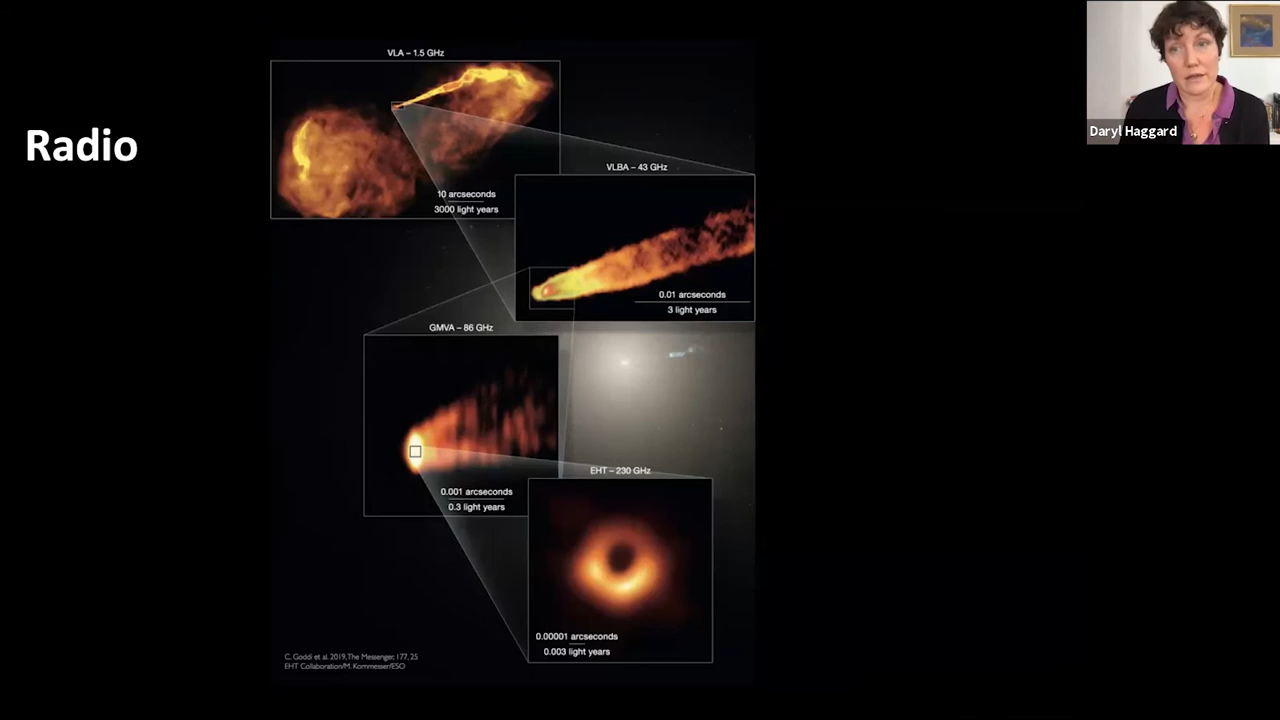 Radio
VLA – 1.5 GHz
10 arcseconds
3000 light years
VLBA – 43 GHz
0.01 arcseconds
3 light years
GMVA – 86 GHz
0.001 arcseconds
0.3 light years
EHT – 230 GHz
0.00001 arcseconds
0.003 light years
C. Goddi et al. 2019, The Messenger, 177, 25
EHT Collaboration/M. Kornmesser/ESO
Daryl Haggard